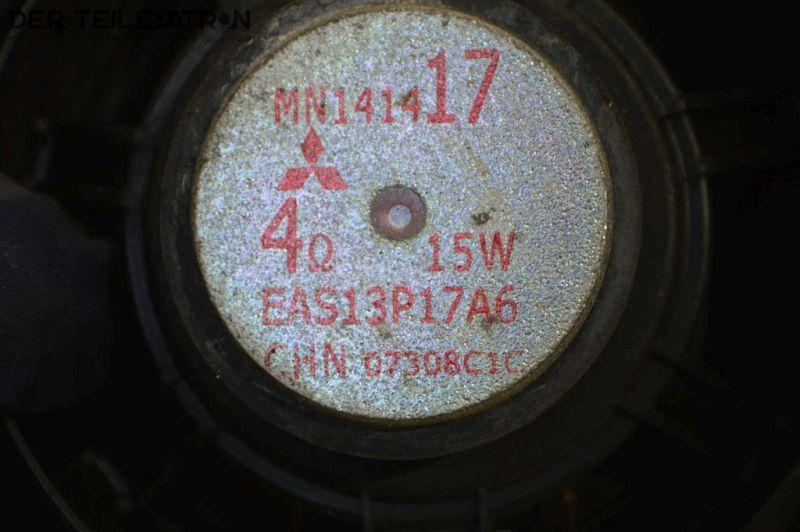 DER TEILEPATRON
MN141417
4Ω 15W
EAS13P17A6
CHN 07308C1C